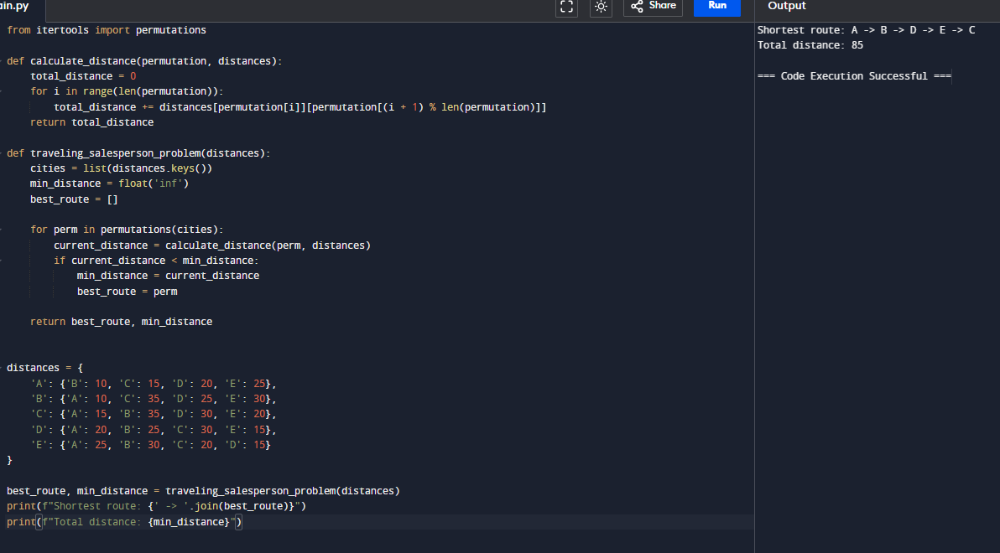 ain.py
Share
Run
Output
from itertools import permutations
def calculate_distance(permutation, distances):
    total_distance = 0
    for i in range(len(permutation)):
        total_distance += distances[permutation[i]][permutation[(i + 1) % len(permutation)]]
    return total_distance
def traveling_salesperson_problem(distances):
    cities = list(distances.keys())
    min_distance = float('inf')
    best_route = []
    for perm in permutations(cities):
        current_distance = calculate_distance(perm, distances)
        if current_distance < min_distance:
            min_distance = current_distance
            best_route = perm
    return best_route, min_distance
distances = {
    'A': {'B': 10, 'C': 15, 'D': 20, 'E': 25},
    'B': {'A': 10, 'C': 35, 'D': 25, 'E': 30},
    'C': {'A': 15, 'B': 35, 'D': 30, 'E': 20},
    'D': {'A': 20, 'B': 25, 'C': 30, 'E': 15},
    'E': {'A': 25, 'B': 30, 'C': 20, 'D': 15}
}
best_route, min_distance = traveling_salesperson_problem(distances)
print(f"Shortest route: {' -> '.join(best_route)}")
print(f"Total distance: {min_distance}")
Shortest route: A -> B -> D -> E -> C
Total distance: 85
=== Code Execution Successful ===